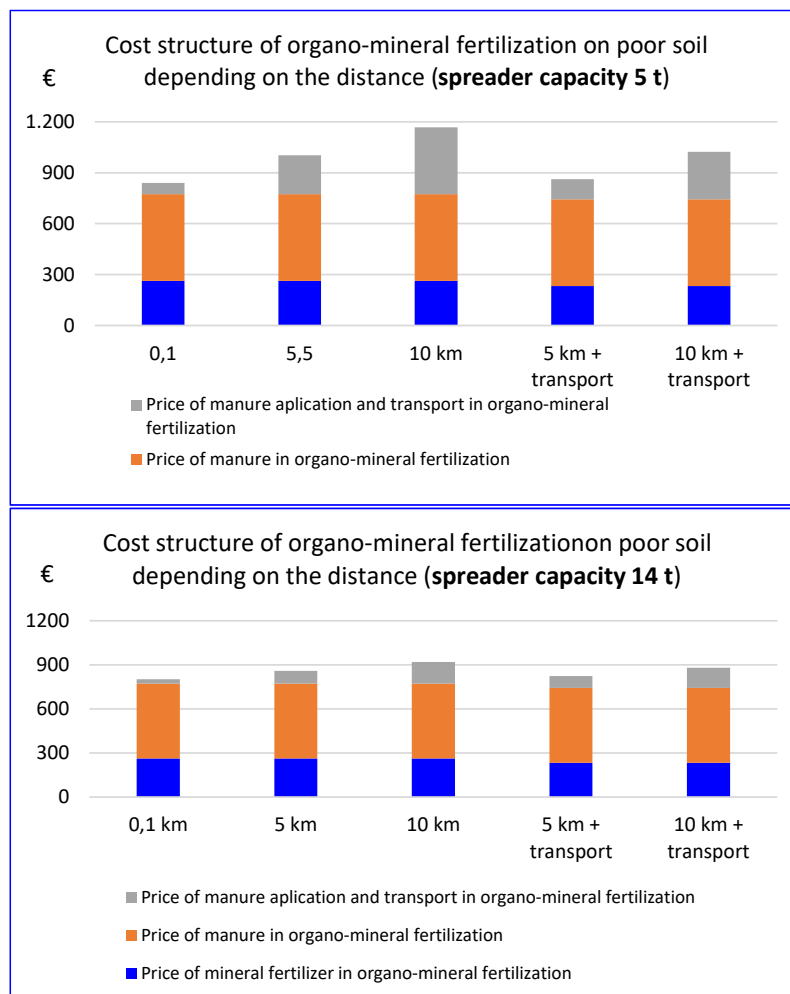 Cost structure of organo-mineral fertilization on poor soil
depending on the distance (spreader capacity 5 t)
€
1.200
900
600
300
0
0,1
5,5
10 km
5 km +
transport
10 km +
transport
Price of manure aplication and transport in organo-mineral
fertilization
Price of manure in organo-mineral fertilization
Cost structure of organo-mineral fertilizationon poor soil
depending on the distance (spreader capacity 14 t)
€
1200
900
600
300
0
0,1 km
5 km
10 km
5 km +
transport
10 km +
transport
Price of manure aplication and transport in organo-mineral fertilization
Price of manure in organo-mineral fertilization
Price of mineral fertilizer in organo-mineral fertilization